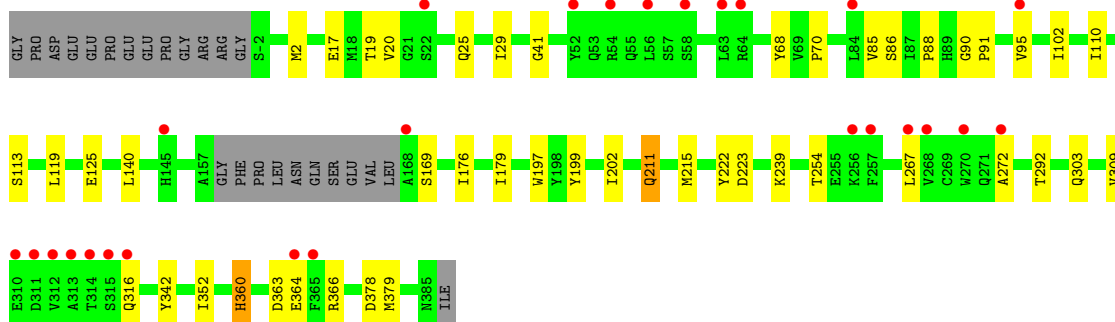 GLY PRO ASP GLU GLU PRO GLU GLU PRO GLY ARG ARG GLY S-2 M2 E17 M18 T19 V20 G21 S22 Q25 I29 G41 Y52 Q53 R54 Q55 L56 S57 S58 L63 R64 Y68 V69 P70 L84 V85 S86 I87 P88 H89 G90 P91 V95 I102 I110
S113 L119 E125 L140 H145 A157 GLY PHE PRO LEU ASN GLN SER GLU VAL LEU A168 S169 I176 I179 W197 Y198 Y199 I202 Q211 M215 Y222 D223 K239 T254 E255 K256 F257 L267 V268 C269 W270 Q271 A272 T292 Q303 V309
E310 D311 V312 A313 T314 S315 Q316 Y342 I352 H360 D363 E364 F365 R366 D378 M379 N385 ILE